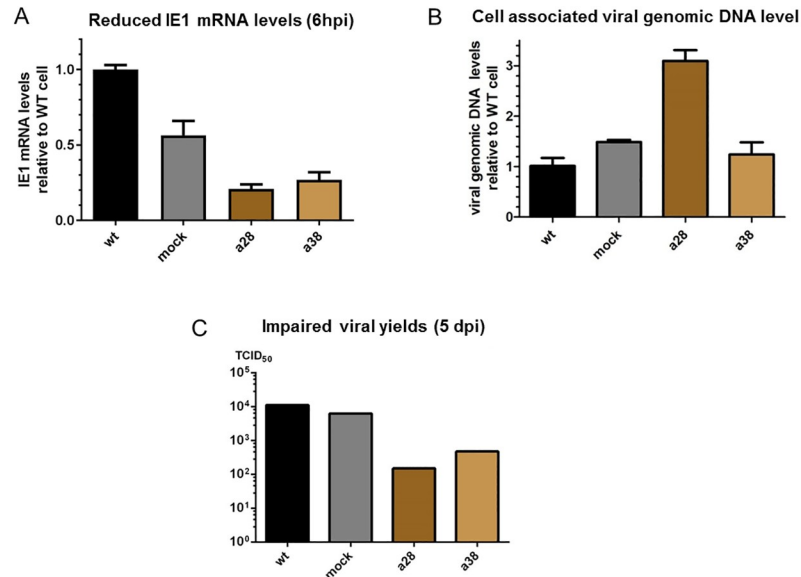 A
Reduced IE1 mRNA levels (6hpi)
IE1 mRNA levels
relative to WT cell
1.0
0.5
0.0
wt
mock
a28
a38
B
Cell associated viral genomic DNA level
viral genomic DNA levels
relative to WT cell
3
2
1
0
wt
mock
a28
a38
C
Impaired viral yields (5 dpi)
TCID50
10^5
10^4
10^3
10^2
10^1
10^0
wt
mock
a28
a38